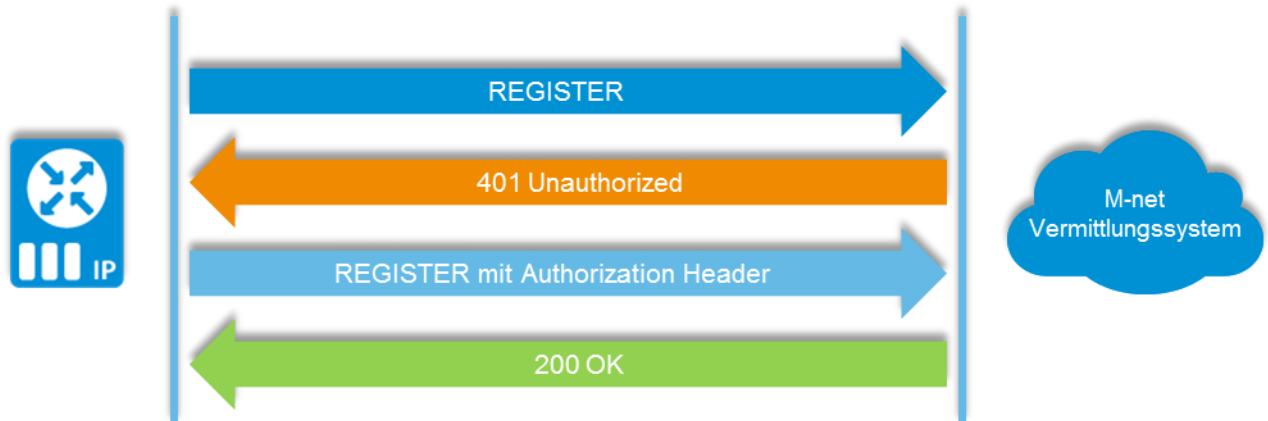 REGISTER
401 Unauthorized
IP
M-net
Vermittlungssystem
REGISTER mit Authorization Header
200 OK